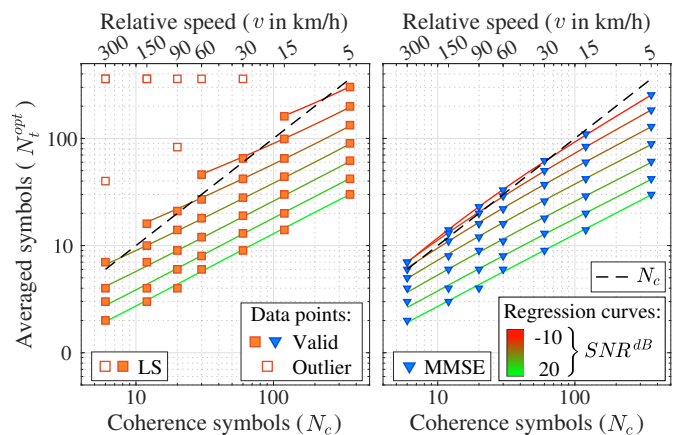 Relative speed ( v in km/h) Relative speed ( v in km/h)
300 150 90 60 30 15 5 300 150 90 60 30 15 5
Averaged symbols ( N_t^{opt} )
100
10
0
N_c
Data points:
Valid
Outlier
LS
Regression curves:
-10
20
SNR^{dB}
MMSE
10 100 10 100
Coherence symbols ( N_c ) Coherence symbols ( N_c )